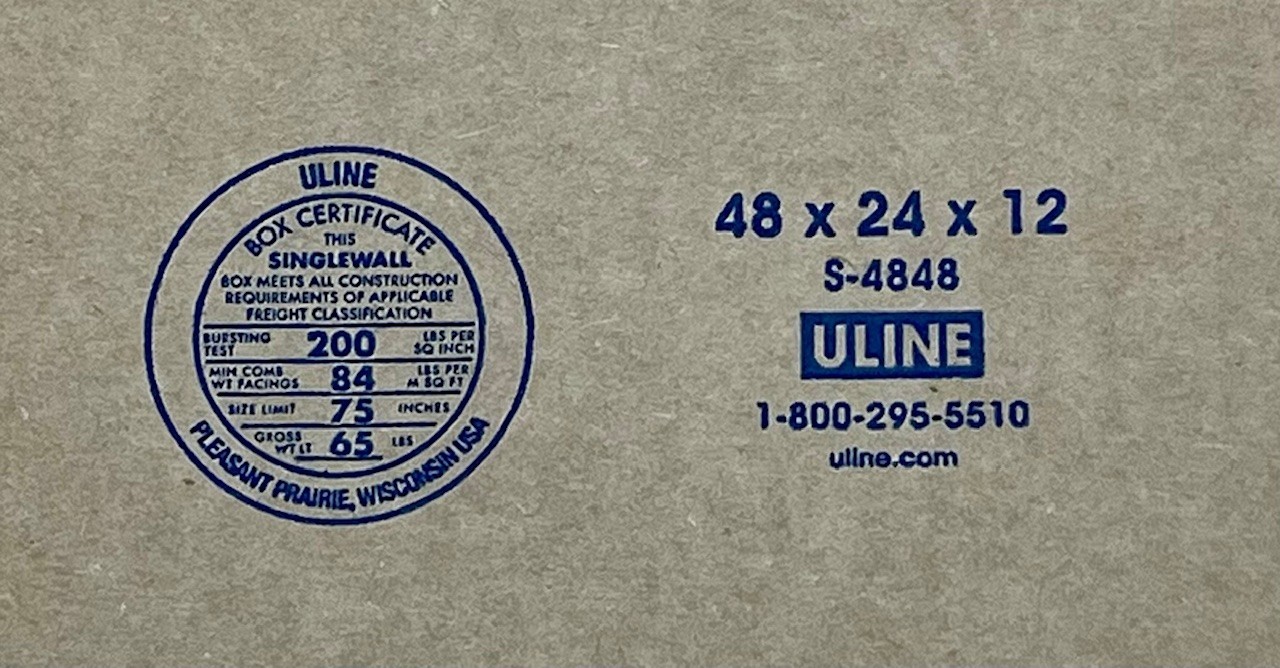 ULINE
BOX CERTIFICATE
THIS
SINGLEWALL
BOX MEETS ALL CONSTRUCTION
REQUIREMENTS OF APPLICABLE
FREIGHT CLASSIFICATION
BURSTING TEST 200 LBS PER SQ INCH
MIN COMB WT FACINGS 84 LBS PER M SQ FT
SIZE LIMIT 75 INCHES
GROSS WT LT 65 LBS
PLEASANT PRAIRIE, WISCONSIN USA
48 x 24 x 12
S-4848
ULINE
1-800-295-5510
uline.com